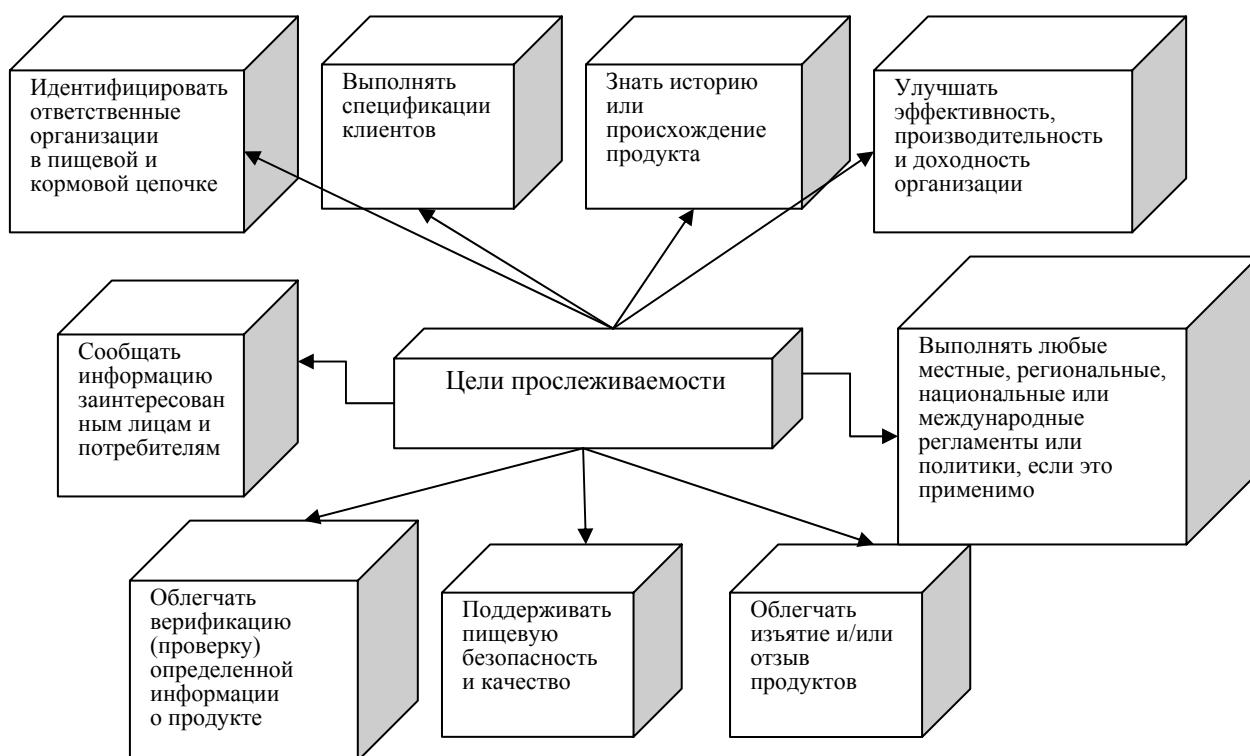 Идентифицировать
ответственные
организации
в пищевой и
кормовой цепочке
Выполнять
спецификации
клиентов
Знать историю
или
происхождение
продукта
Улучшать
эффективность,
производительность
и доходность
организации
Сообщать
информацию
заинтересован
ным лицам и
потребителям
Цели прослеживаемости
Выполнять любые
местные, региональные,
национальные или
международные
регламенты или
политики, если это
применимо
Облегчать
верификацию
(проверку)
определенной
информации
о продукте
Поддерживать
пищевую
безопасность
и качество
Облегчать
изъятие и/или
отзыв
продуктов